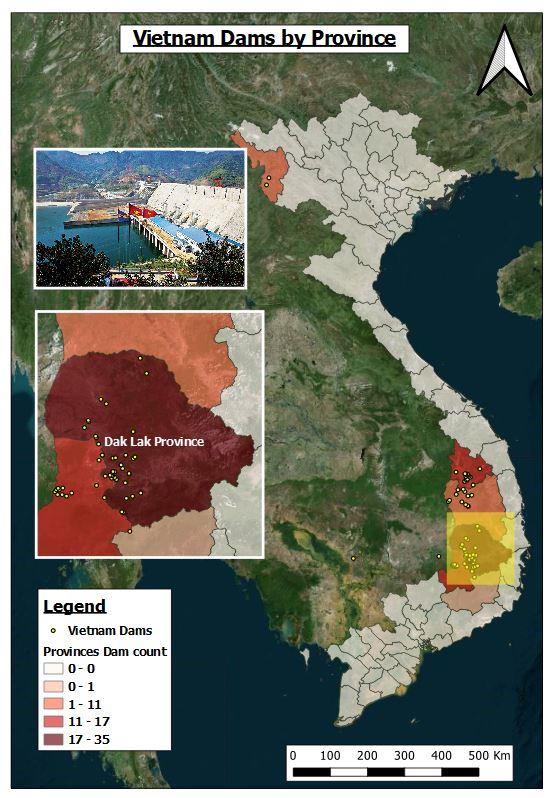 Vietnam Dams by Province
Dak Lak Province
Legend
Vietnam Dams
Provinces Dam count
0 - 0
0 - 1
1 - 11
11 - 17
17 - 35
0 100 200 300 400 500 Km